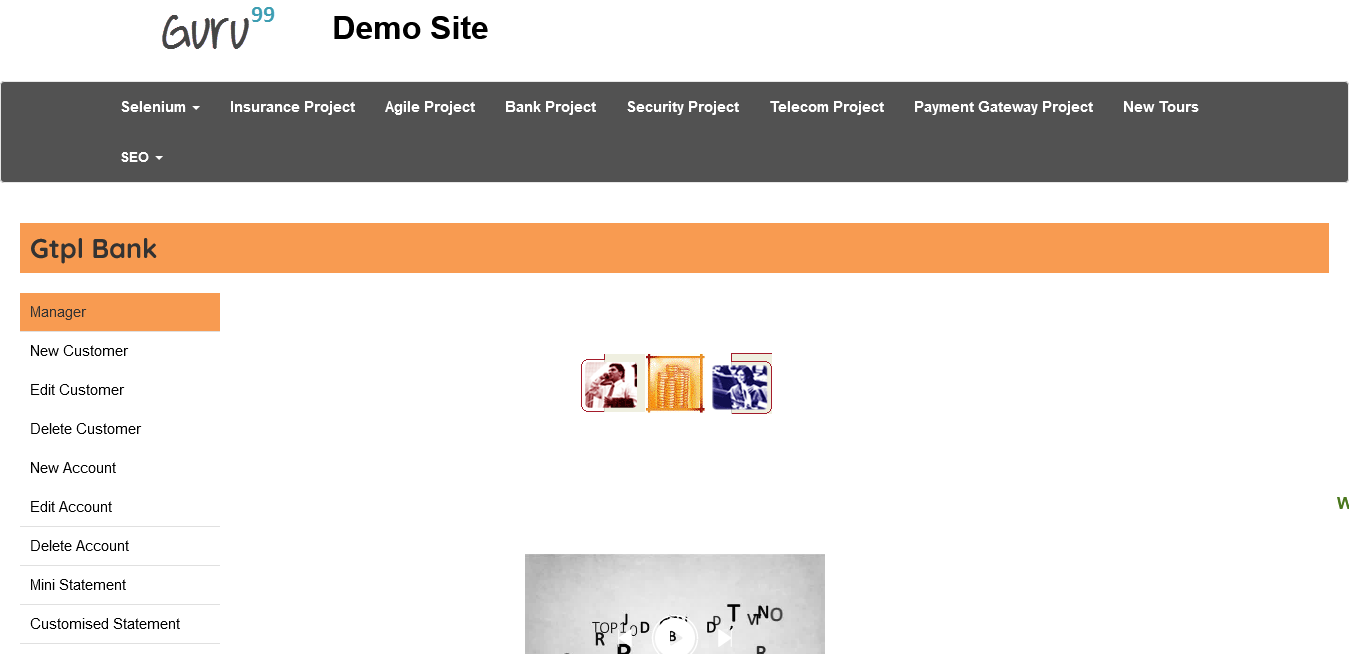 Guru99
Demo Site
Selenium
Insurance Project
Agile Project
Bank Project
Security Project
Telecom Project
Payment Gateway Project
New Tours
SEO
Gtpl Bank
Manager
New Customer
Edit Customer
Delete Customer
New Account
Edit Account
Delete Account
Mini Statement
Customised Statement
W
TOP 10